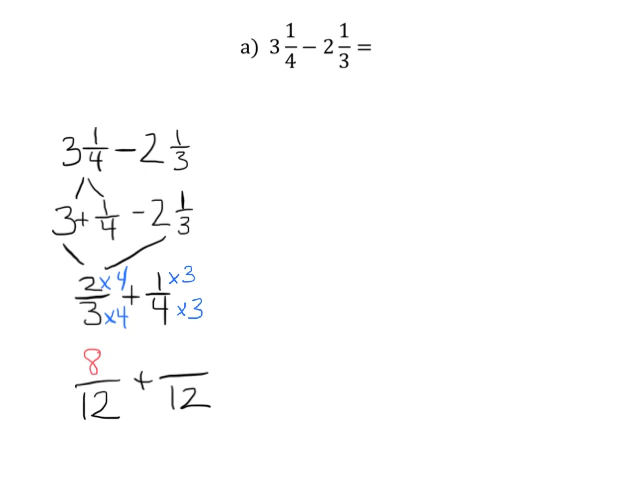 a) 3 1/4 − 2 1/3 =
3 1/4 − 2 1/3
3 + 1/4 − 2 1/3
2 × 4 / 3 × 4 + 1 × 3 / 4 × 3
8/12 + /12